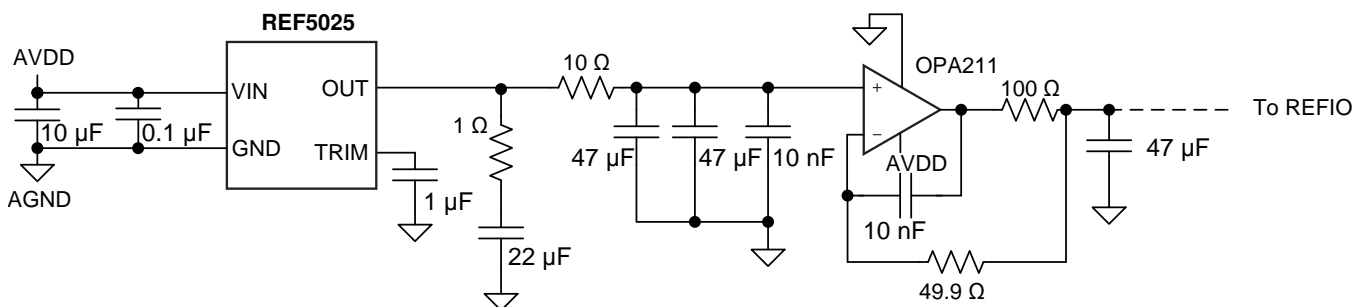 REF5025
AVDD
VIN
OUT
GND
TRIM
10 µF
0.1 µF
AGND
1 µF
1 Ω
22 µF
10 Ω
47 µF
47 µF
10 nF
OPA211
+
−
AVDD
10 nF
49.9 Ω
100 Ω
47 µF
To REFIO